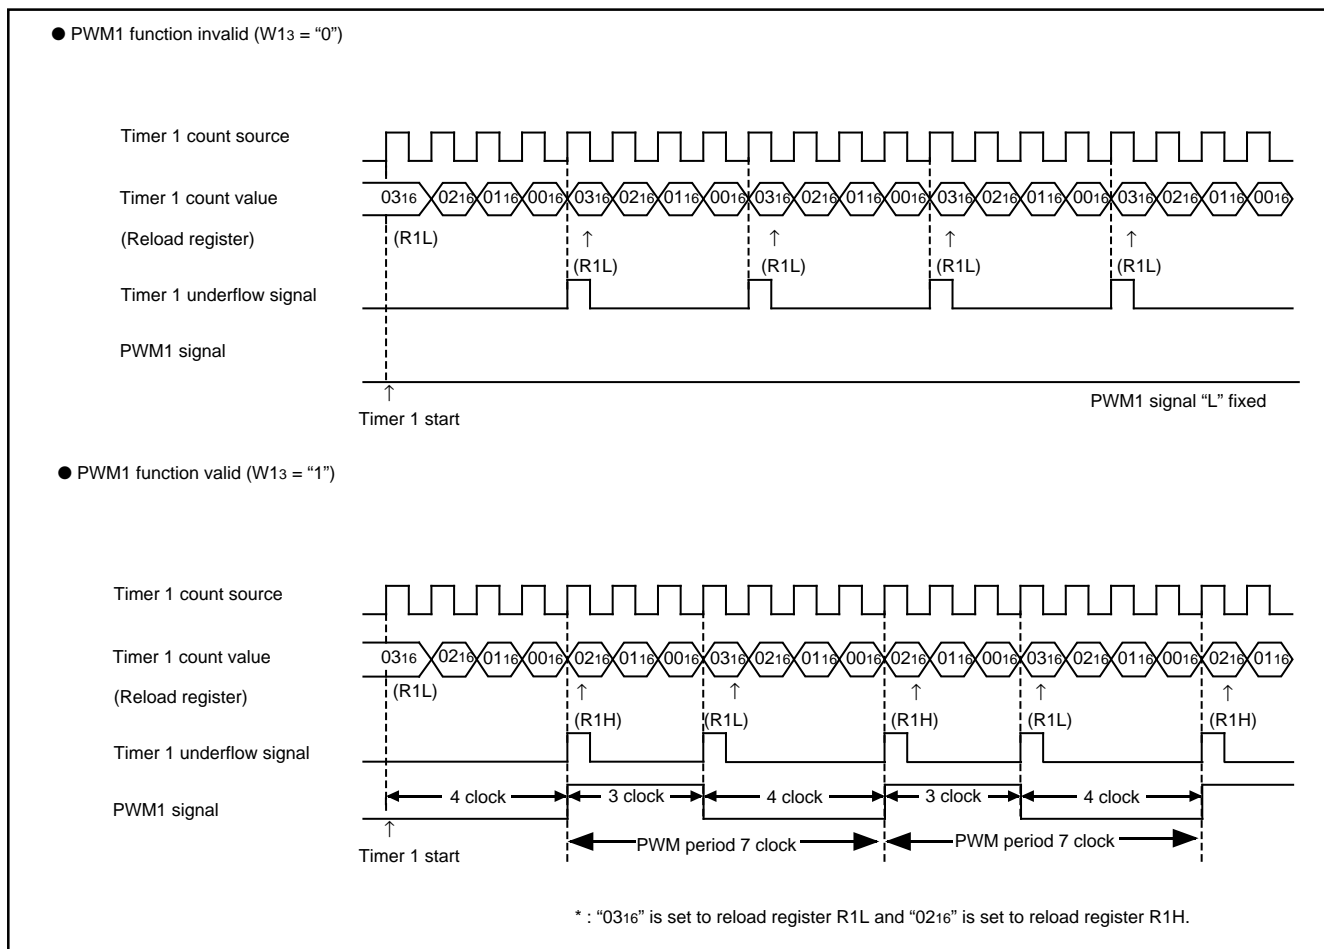 ● PWM1 function invalid (W13 = “0”)
Timer 1 count source
Timer 1 count value
0316 0216 0116 0016 0316 0216 0116 0016 0316 0216 0116 0016 0316 0216 0116 0016 0316 0216 0116 0016
(Reload register)
(R1L) ↑ ↑ ↑ ↑
(R1L) (R1L) (R1L) (R1L)
Timer 1 underflow signal
PWM1 signal
↑
Timer 1 start
PWM1 signal “L” fixed
● PWM1 function valid (W13 = “1”)
Timer 1 count source
Timer 1 count value
0316 0216 0116 0016 0216 0116 0016 0316 0216 0116 0016 0216 0116 0016 0316 0216 0116 0016 0216 0116
(Reload register)
(R1L) ↑ ↑ ↑ ↑ ↑
(R1H) (R1L) (R1H) (R1L) (R1H)
Timer 1 underflow signal
PWM1 signal
4 clock 3 clock 4 clock 3 clock 4 clock
↑
Timer 1 start
PWM period 7 clock PWM period 7 clock
* : “0316” is set to reload register R1L and “0216” is set to reload register R1H.